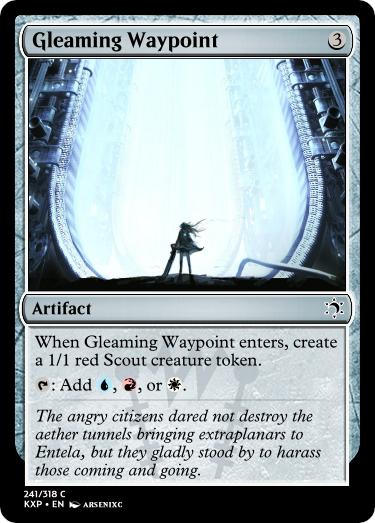 Gleaming Waypoint 3
Artifact
When Gleaming Waypoint enters, create
a 1/1 red Scout creature token.
: Add , , or .
The angry citizens dared not destroy the
aether tunnels bringing extraplanars to
Entela, but they gladly stood by to harass
those coming and going.
241/318 C
KXP • EN ARSENIXC